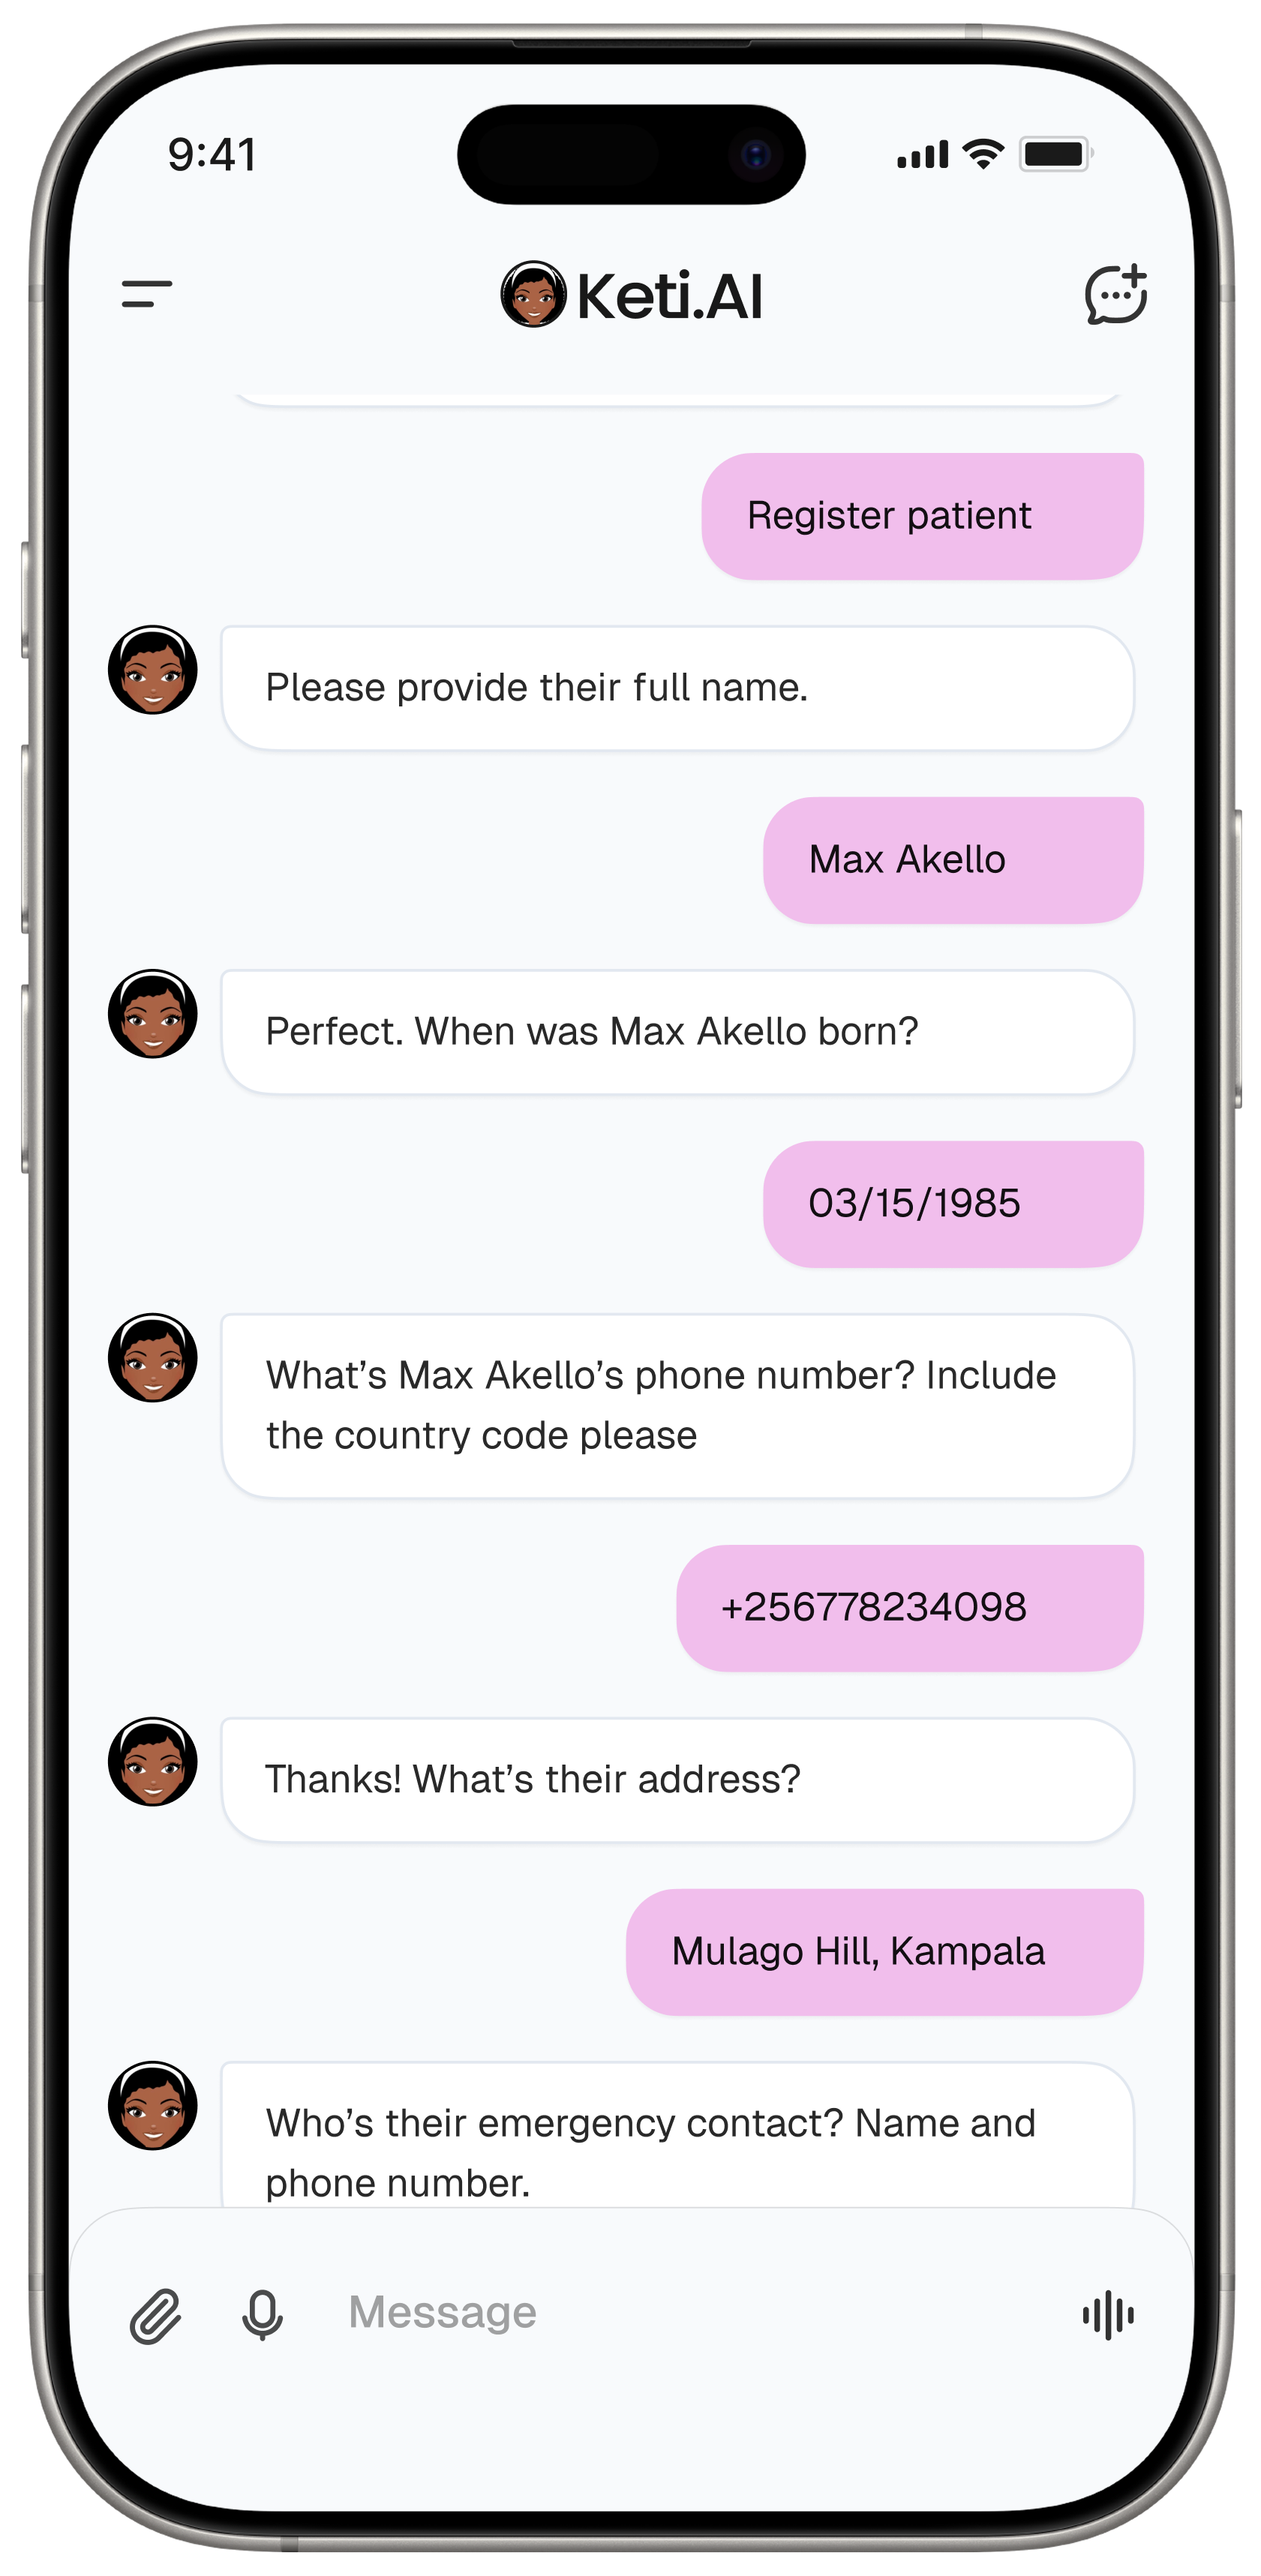 9:41
Keti.AI
Register patient
Please provide their full name.
Max Akello
Perfect. When was Max Akello born?
03/15/1985
What’s Max Akello’s phone number? Include
the country code please
+256778234098
Thanks! What’s their address?
Mulago Hill, Kampala
Who’s their emergency contact? Name and
phone number.
Message